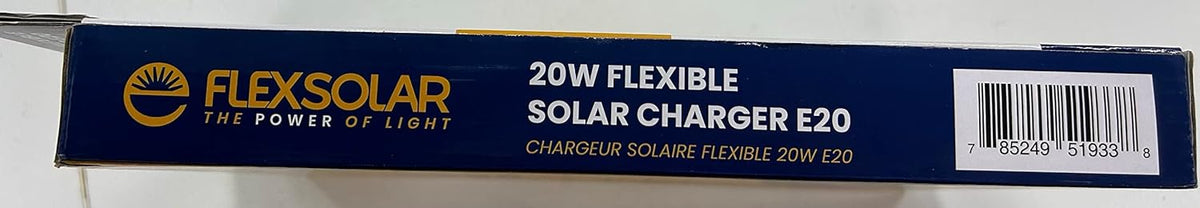 FLEXSOLAR
THE POWER OF LIGHT
20W FLEXIBLE
SOLAR CHARGER E20
CHARGEUR SOLAIRE FLEXIBLE 20W E20
7 85249 51933 8